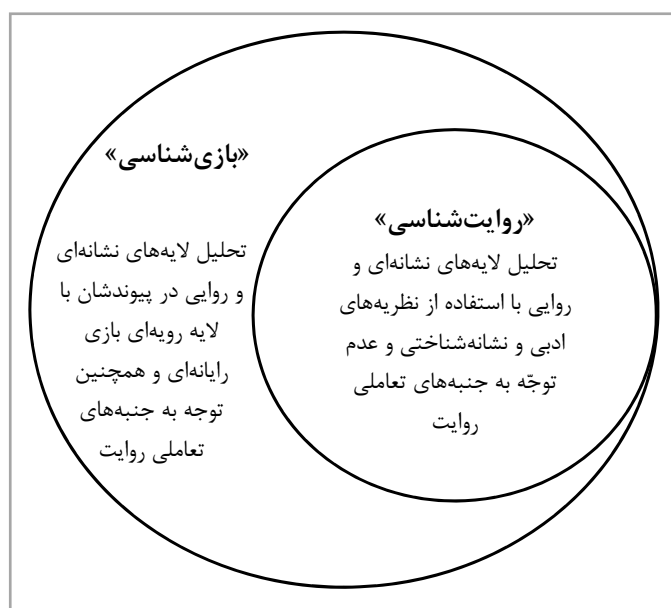 «بازی‌شناسی»
تحلیل لایه‌های نشانه‌ای
و روایی در پیوندشان با
لایه رویه‌ای بازی
رایانه‌ای و همچنین
توجه به جنبه‌های
تعاملی روایت
«روایت‌شناسی»
تحلیل لایه‌های نشانه‌ای و
روایی با استفاده از نظریه‌های
ادبی و نشانه‌شناختی و عدم
توجّه به جنبه‌های تعاملی
روایت